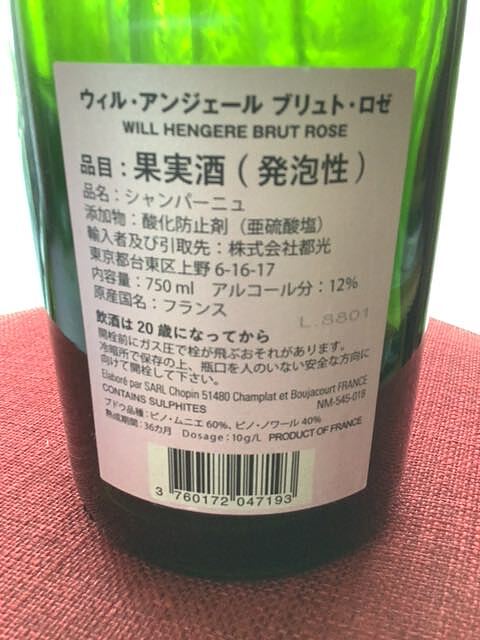 ウィル・アンジェール ブリュト・ロゼ
WILL HENGERE BRUT ROSE
品目：果実酒（発泡性）
品名：シャンパーニュ
添加物：酸化防止剤（亜硫酸塩）
輸入者及び引取先：株式会社都光
東京都台東区上野 6-16-17
内容量：750 ml アルコール分：12%
原産国名：フランス
L.8801
飲酒は 20 歳になってから
開栓前にガス圧で栓が飛ぶおそれがあります。
冷暗所で保存の上、瓶口を人のいない安全な方向に
向けて開栓して下さい。
Elaboré par SARL Chopin 51480 Champlat et Boujacourt FRANCE
CONTAINS SULPHITES NM-545-018
ブドウ品種：ピノ・ムニエ 60%, ピノ・ノワール 40%
熟成期間：36カ月 Dosage：10g/L PRODUCT OF FRANCE
3 760172 047193